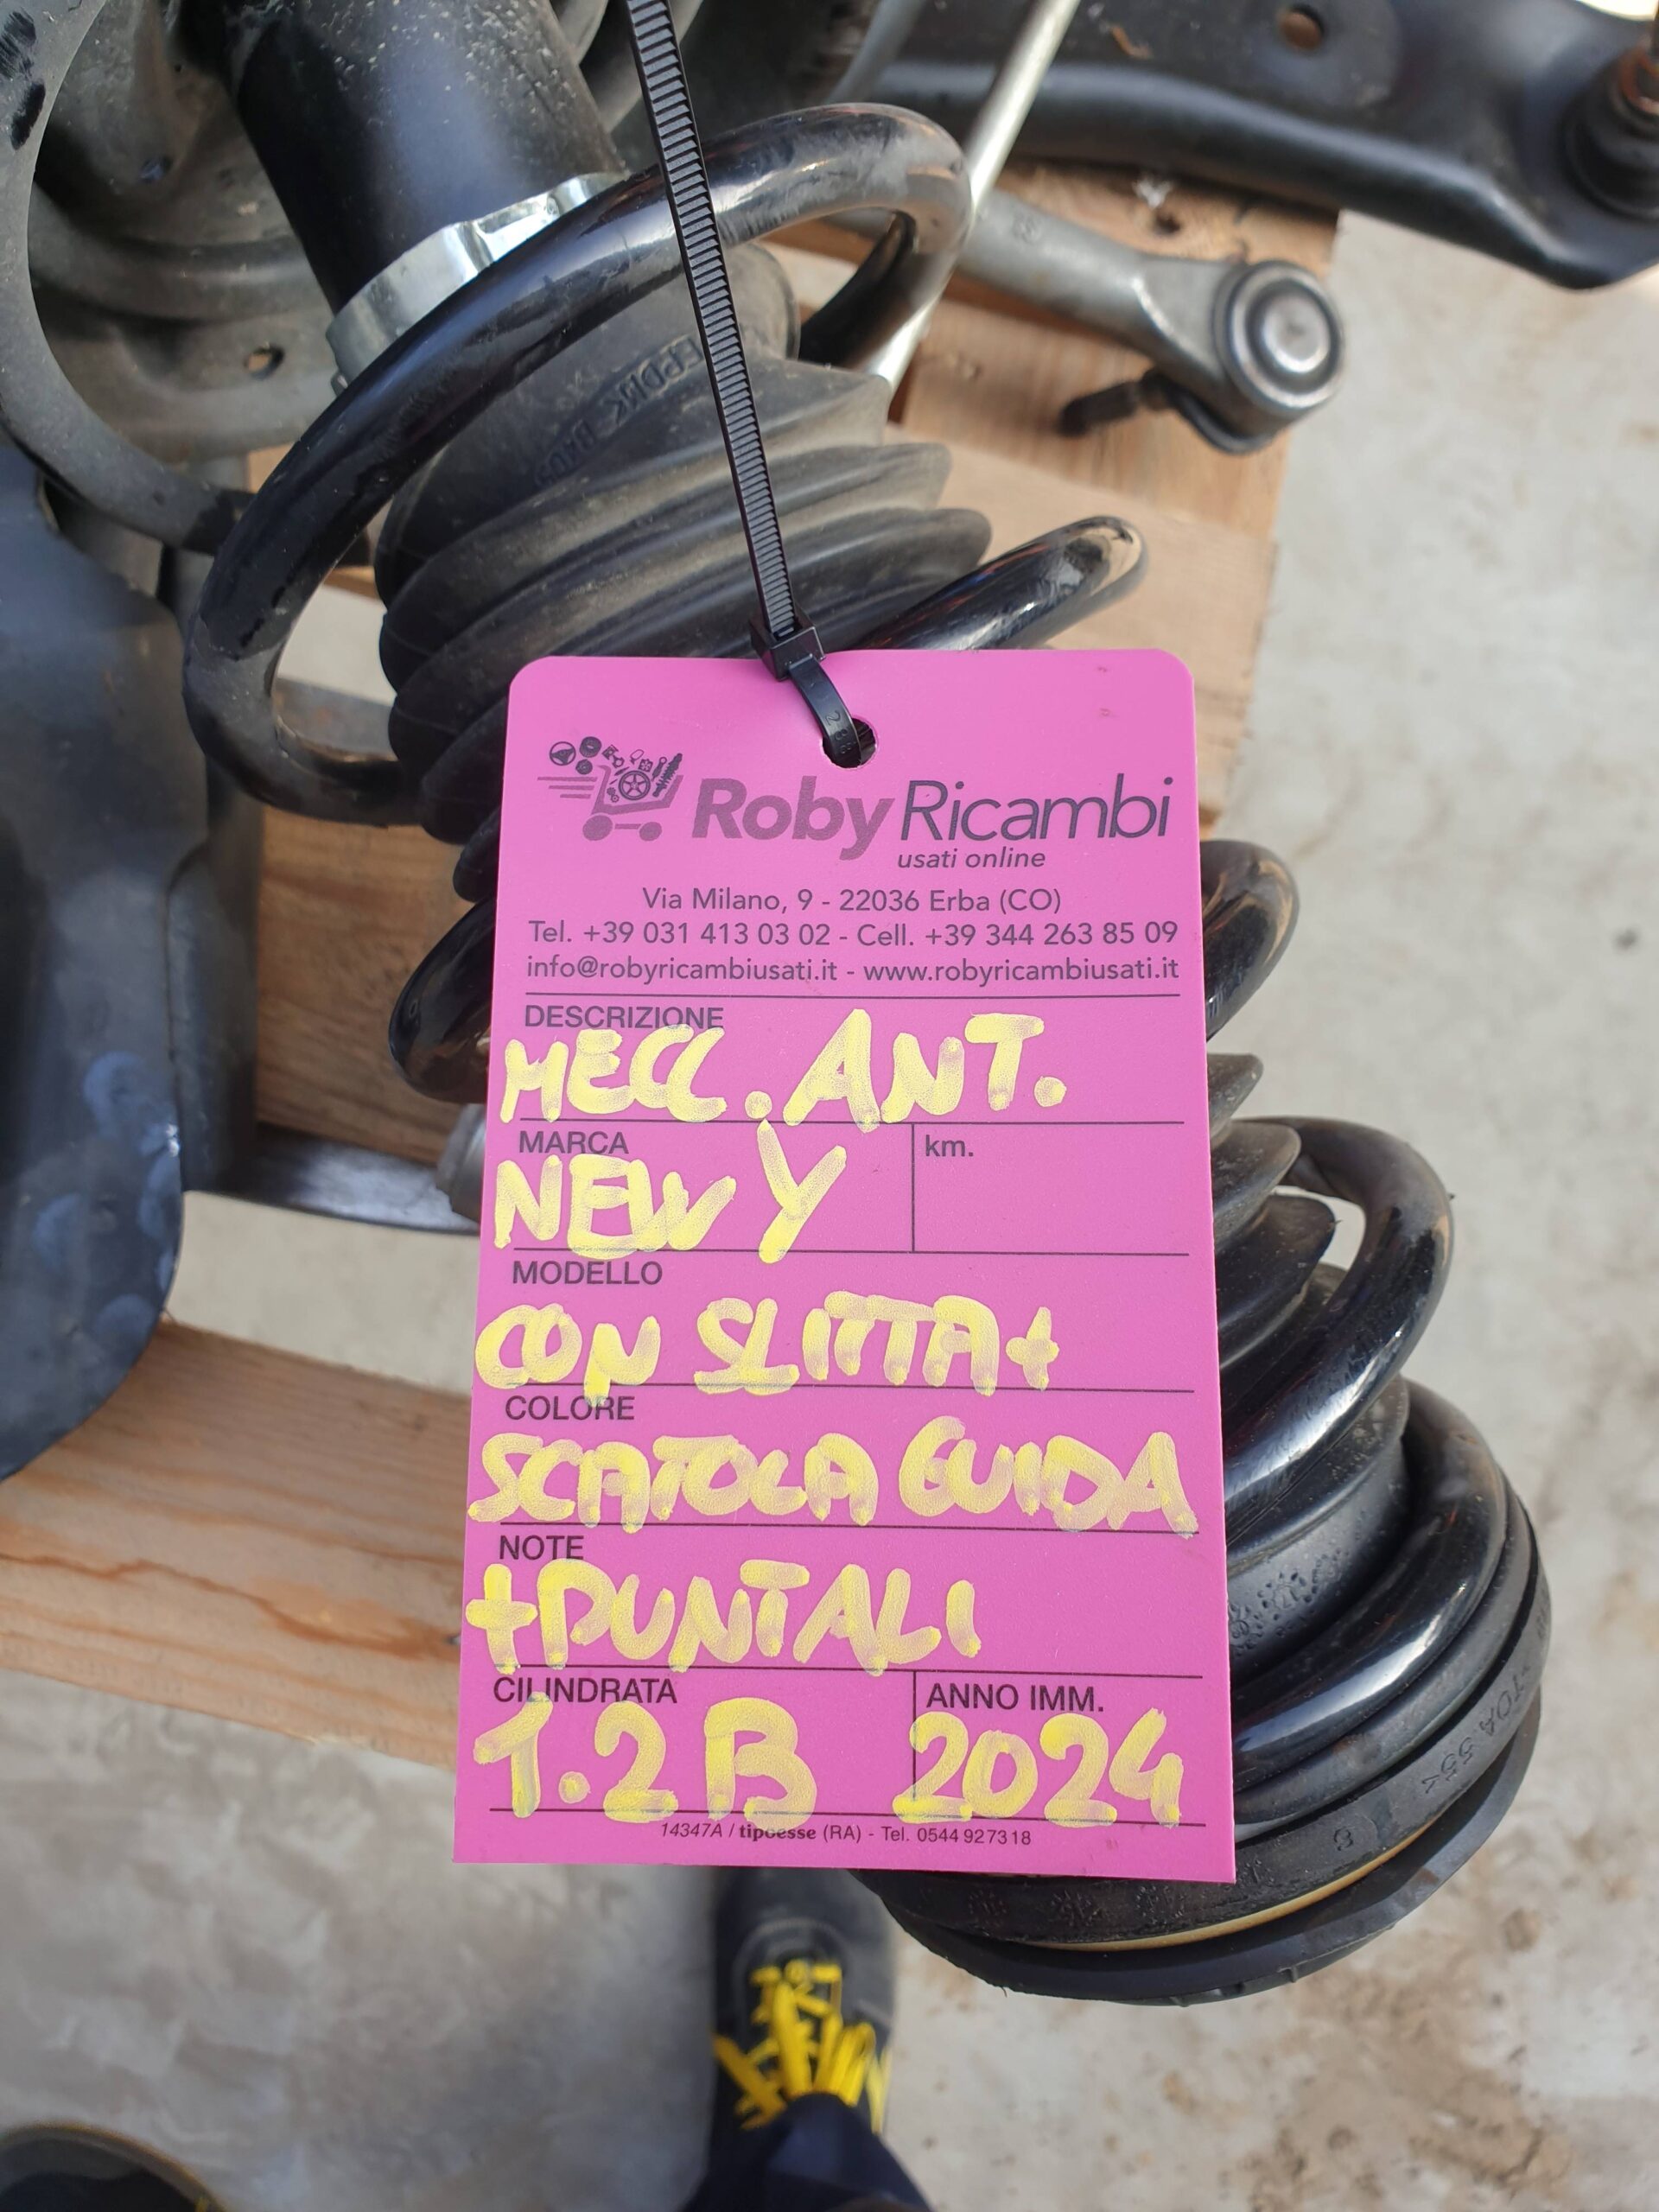 Roby Ricambi
usati online
Via Milano, 9 - 22036 Erba (CO)
Tel. +39 031 413 03 02 - Cell. +39 344 263 85 09
info@robyricambiusati.it - www.robyricambiusati.it
DESCRIZIONE
MECC. ANT.
MARCA
km.
NEW Y
MODELLO
CON SLITTA +
COLORE
SCATOLA GUIDA
NOTE
+ PUNTALI
CILINDRATA
ANNO IMM.
1.2 B
2024
14347A / tipoesse (RA) - Tel. 0544 927318